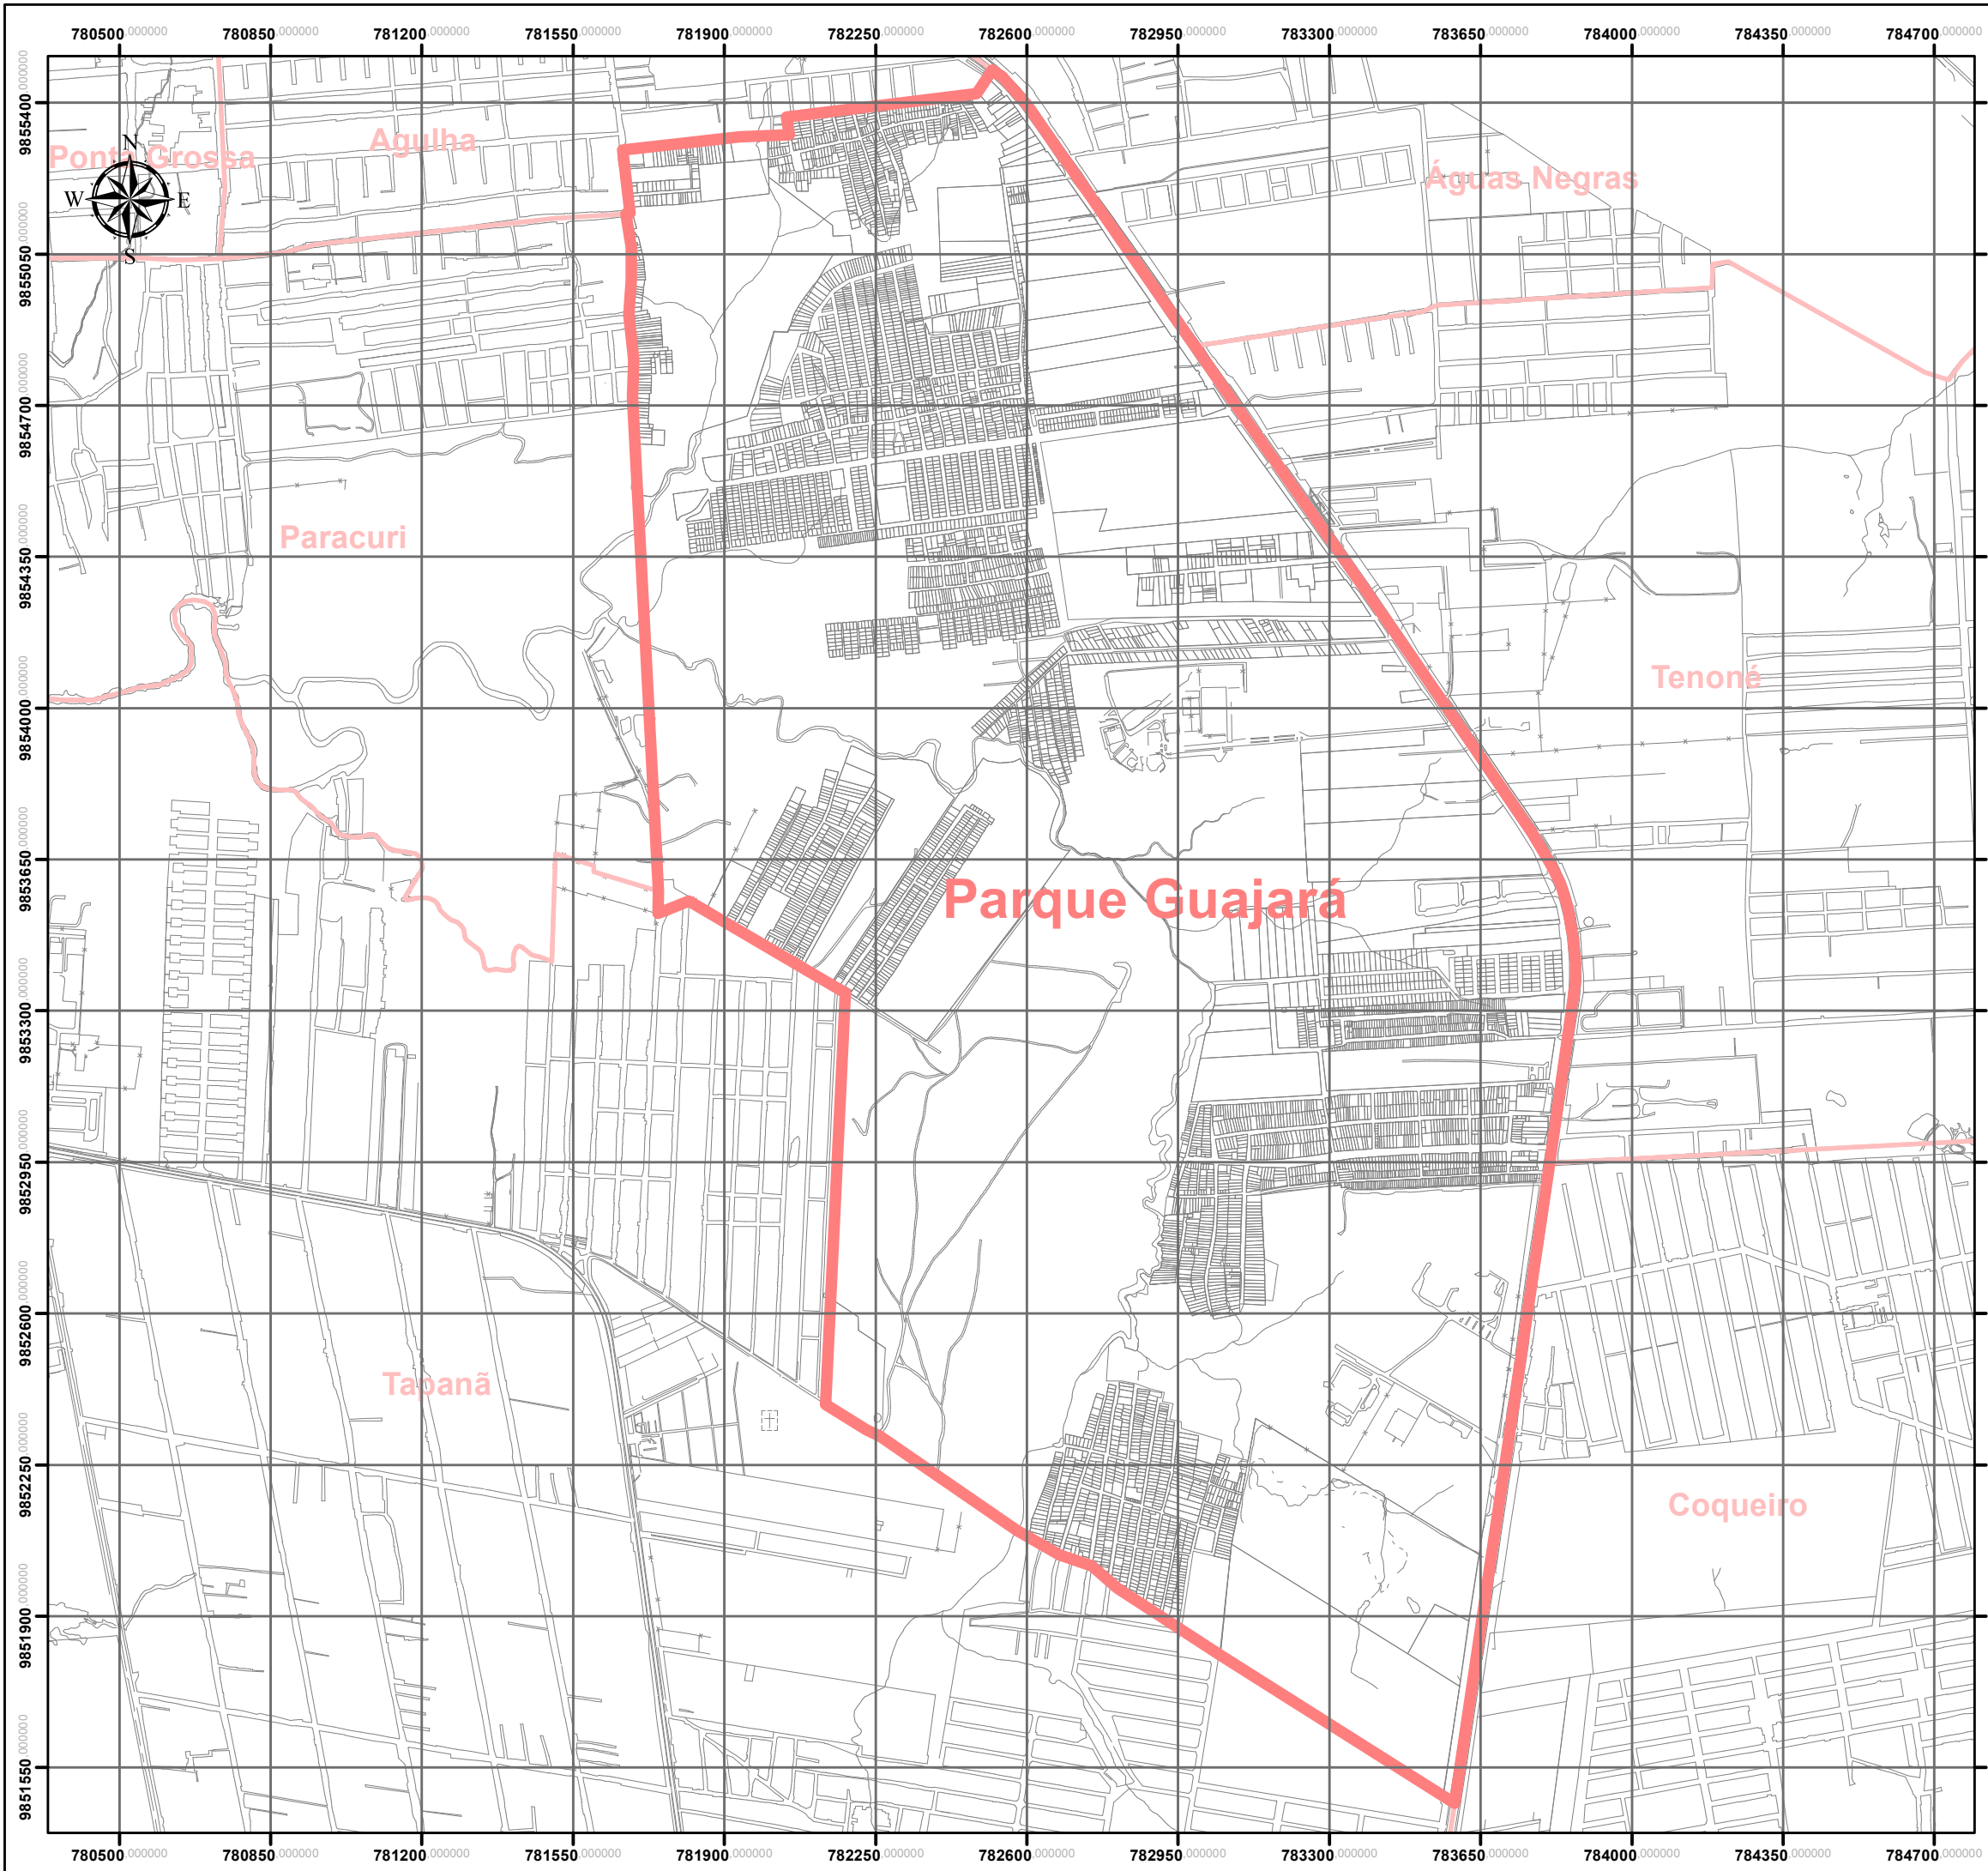 780500.000000 780850.000000 781200.000000 781550.000000 781900.000000 782250.000000 782600.000000 782950.000000 783300.000000 783650.000000 784000.000000 784350.000000 784700.000000
9855400.000000
N
Ponta Grossa
Agulha
Águas Negras
W E
S
9855050.000000
9854700.000000
Paracuri
9854350.000000
Tenoné
9854000.000000
9853650.000000
Parque Guajará
9853300.000000
9852950.000000
9852600.000000
Tapanã
9852250.000000
Coqueiro
9851900.000000
9851550.000000
780500.000000 780850.000000 781200.000000 781550.000000 781900.000000 782250.000000 782600.000000 782950.000000 783300.000000 783650.000000 784000.000000 784350.000000 784700.000000